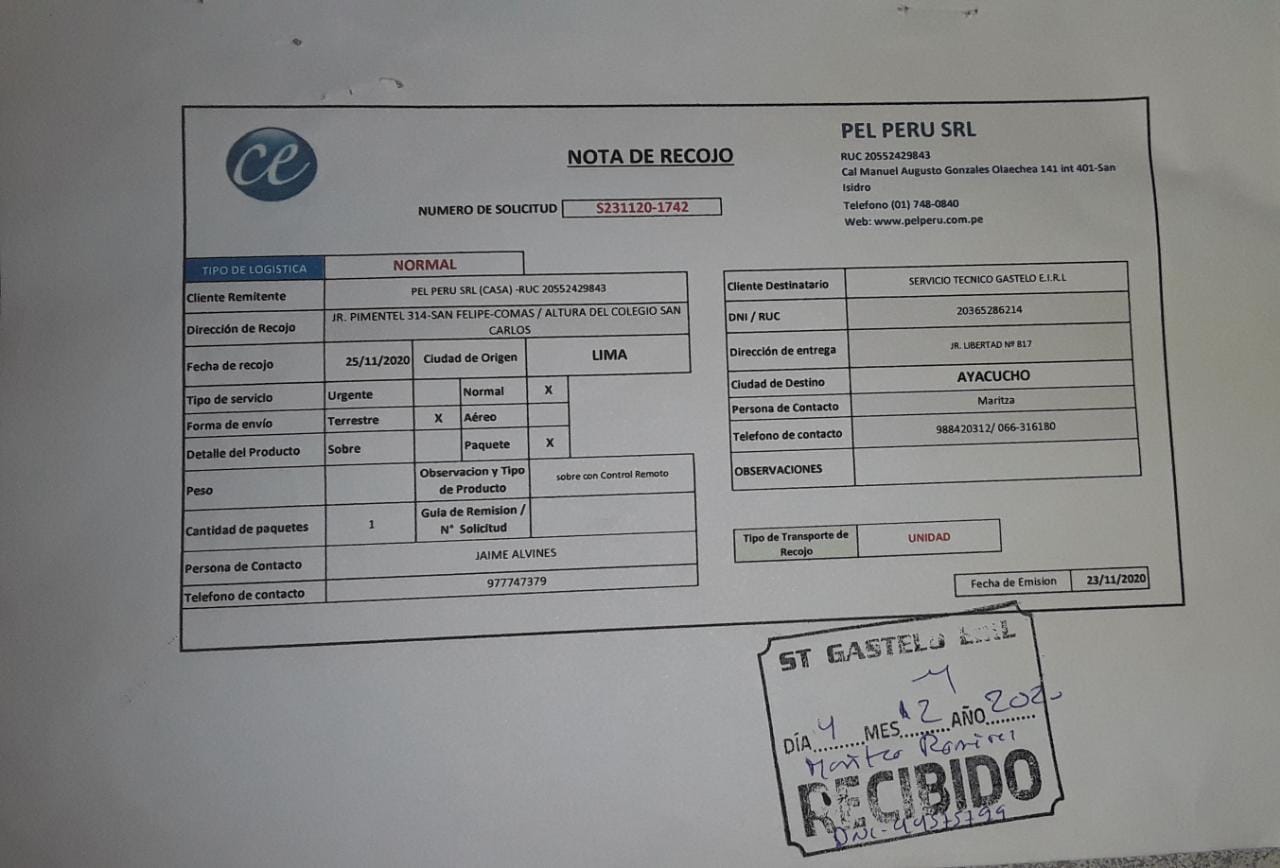 ce
NOTA DE RECOJO
NUMERO DE SOLICITUD S231120-1742
PEL PERU SRL
RUC 20552429843
Cal Manuel Augusto Gonzales Olaechea 141 int 401-San
Isidro
Telefono (01) 748-0840
Web: www.pelperu.com.pe
TIPO DE LOGISTICA NORMAL
Cliente Remitente PEL PERU SRL (CASA) -RUC 20552429843
Dirección de Recojo JR. PIMENTEL 314-SAN FELIPE-COMAS / ALTURA DEL COLEGIO SAN
CARLOS
Fecha de recojo 25/11/2020 Ciudad de Origen LIMA
Tipo de servicio Urgente Normal X
Forma de envío Terrestre X Aéreo
Detalle del Producto Sobre Paquete X
Peso Observacion y Tipo
de Producto sobre con Control Remoto
Cantidad de paquetes 1 Guia de Remision /
N° Solicitud
Persona de Contacto JAIME ALVINES
Telefono de contacto 977747379
Cliente Destinatario SERVICIO TECNICO GASTELO E.I.R.L
DNI / RUC 20365286214
Dirección de entrega JR. LIBERTAD Nº 817
Ciudad de Destino AYACUCHO
Persona de Contacto Maritza
Telefono de contacto 988420312/ 066-316180
OBSERVACIONES
Tipo de Transporte de
Recojo UNIDAD
Fecha de Emision 23/11/2020
ST GASTELO EIRL
DÍA 4 MES 12 AÑO 2020
Ramirez
RECIBIDO
DNI-